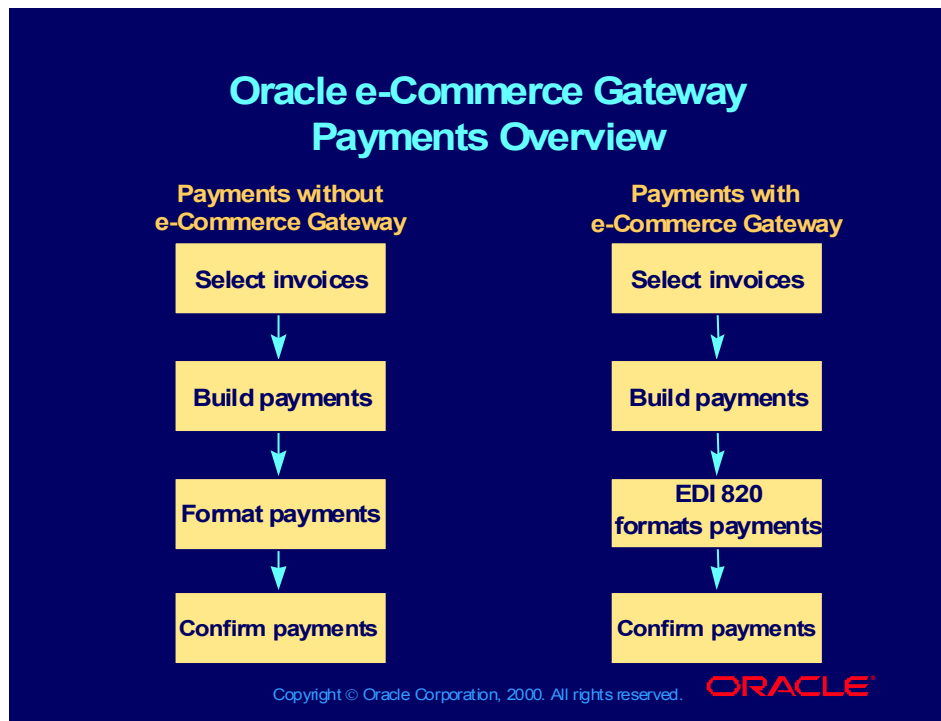 Oracle e-Commerce Gateway
Payments Overview
Payments without
e-Commerce Gateway
Select invoices
Build payments
Format payments
Confirm payments
Payments with
e-Commerce Gateway
Select invoices
Build payments
EDI 820
formats payments
Confirm payments
Copyright © Oracle Corporation, 2000. All rights reserved.
ORACLE®